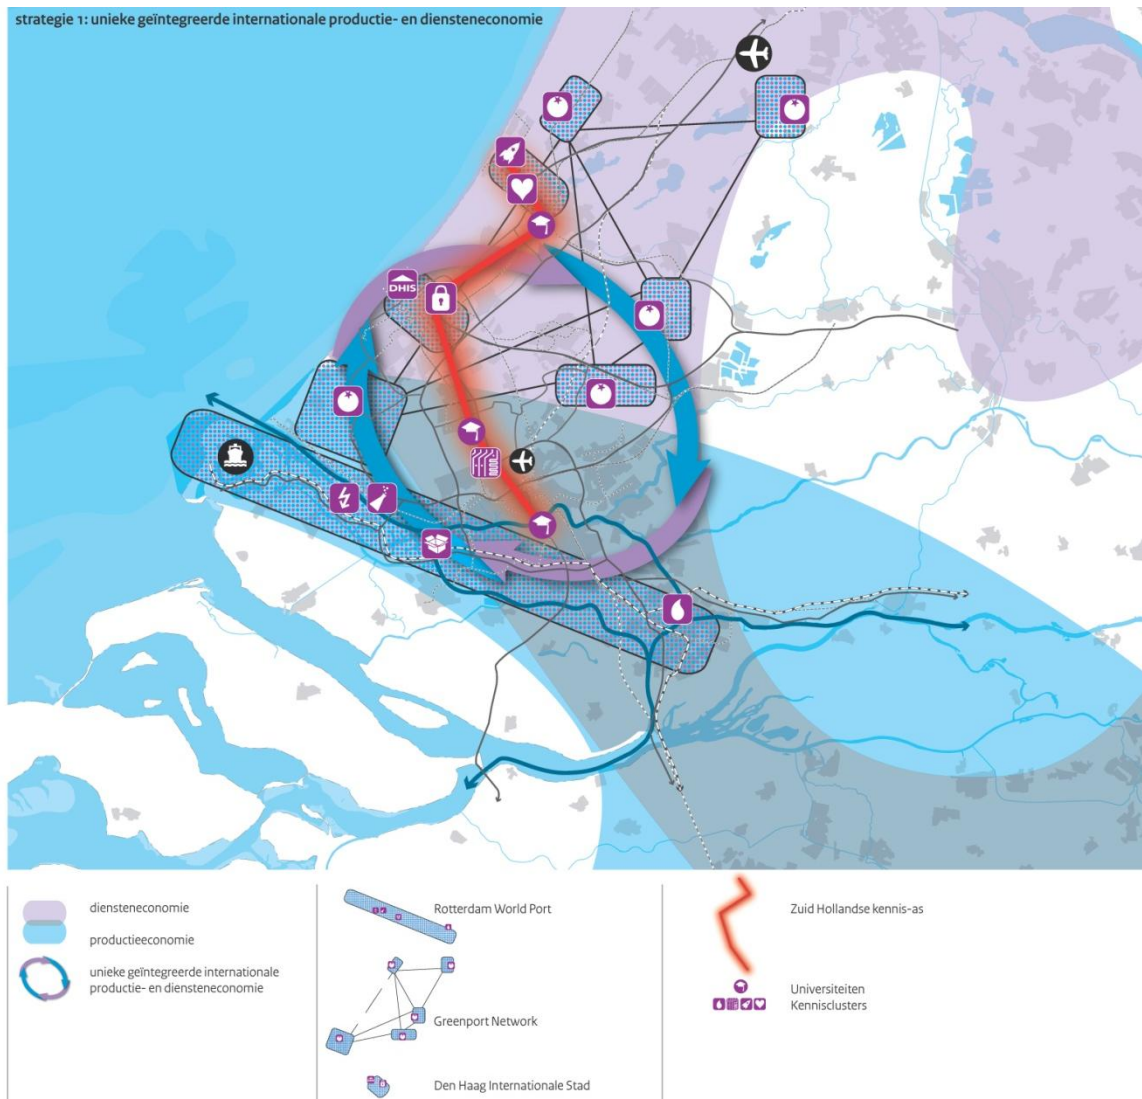 strategie 1: unieke geïntegreerde internationale productie- en diensteneconomie
DHIS
diensteneconomie
productieeconomie
unieke geïntegreerde internationale
productie- en diensteneconomie
Rotterdam World Port
Greenport Network
Den Haag Internationale Stad
Zuid Hollandse kennis-as
Universiteiten
Kennisclusters